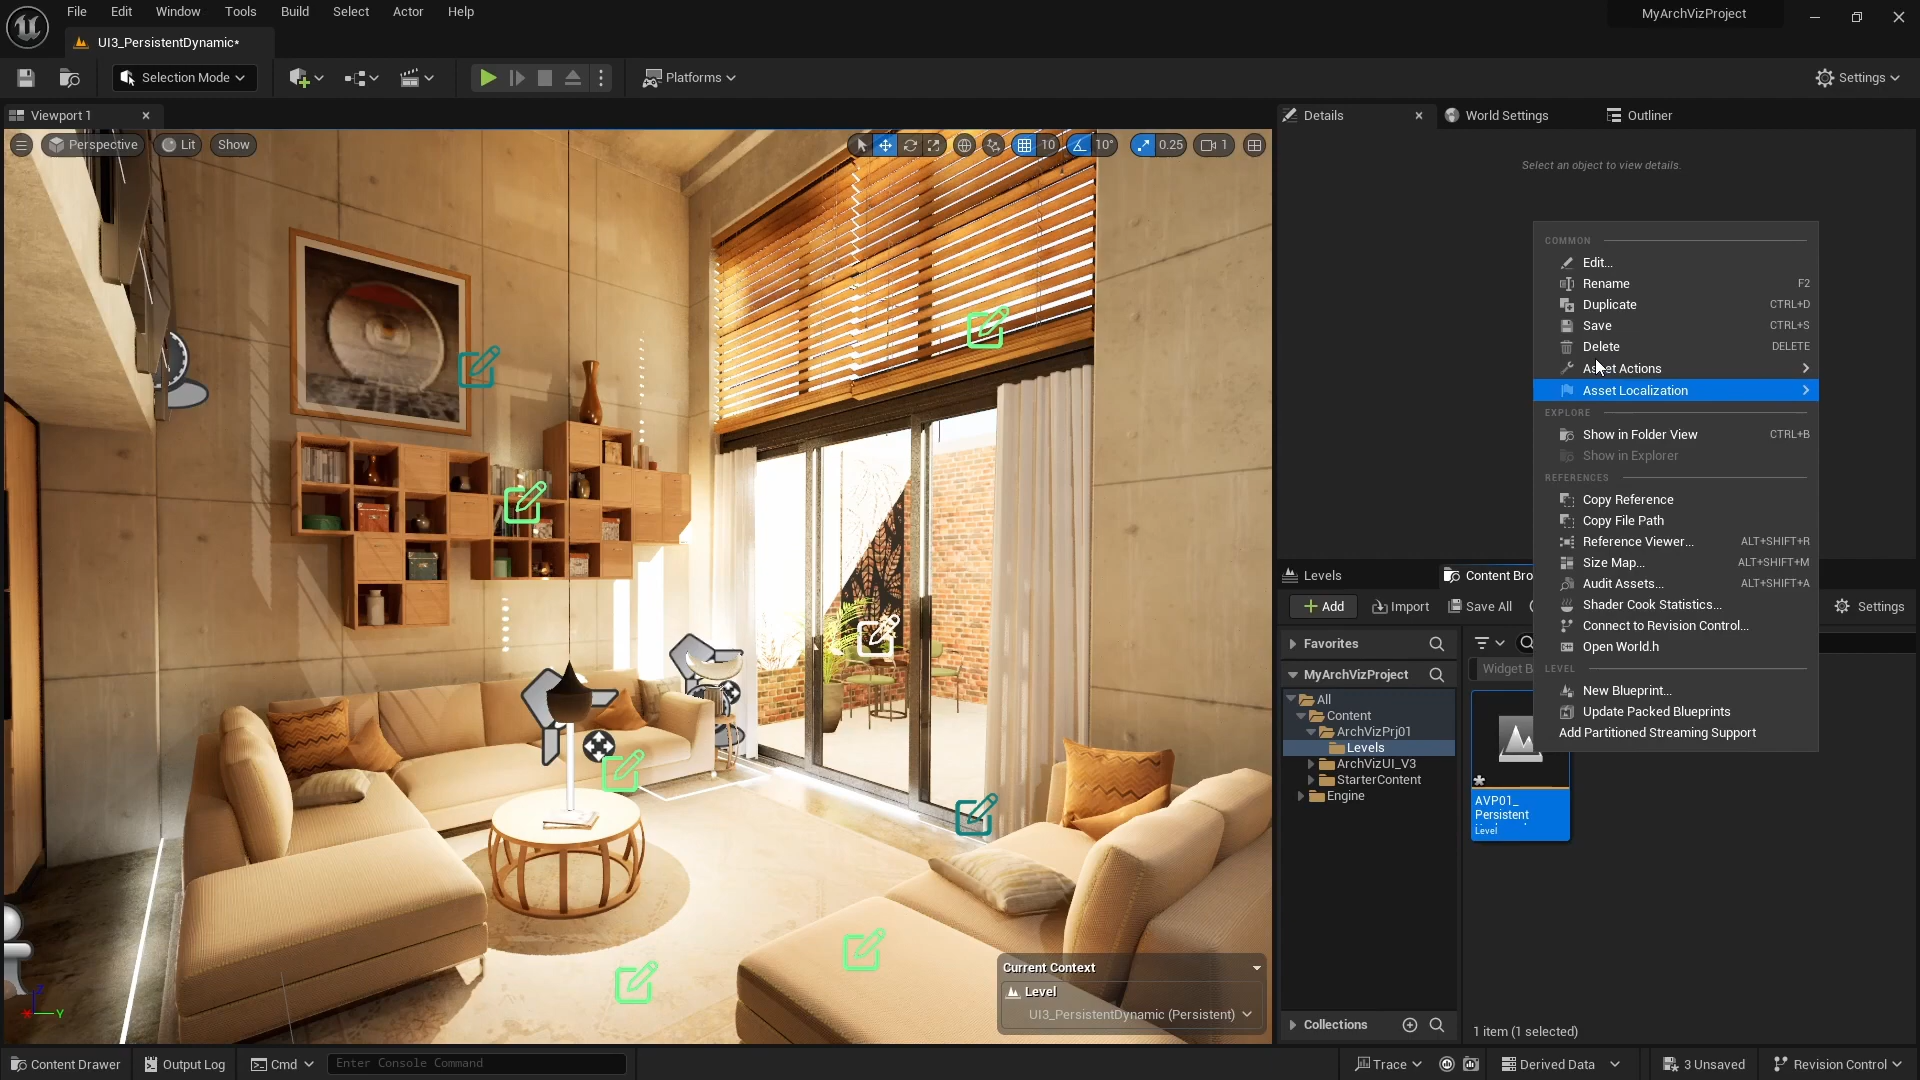 File Edit Window Tools Build Select Actor Help
MyArchVizProject
UI3_PersistentDynamic*
Selection Mode
Platforms
Settings
Viewport 1
Perspective
Lit
Show
10
10°
0.25
1
Details
World Settings
Outliner
Select an object to view details.
COMMON
Edit...
Rename F2
Duplicate CTRL+D
Save CTRL+S
Delete DELETE
Asset Actions
Asset Localization
EXPLORE
Show in Folder View CTRL+B
Show in Explorer
REFERENCES
Copy Reference
Copy File Path
Reference Viewer... ALT+SHIFT+R
Size Map... ALT+SHIFT+M
Audit Assets... ALT+SHIFT+A
Shader Cook Statistics...
Connect to Revision Control...
Open World.h
LEVEL
New Blueprint...
Update Packed Blueprints
Add Partitioned Streaming Support
Levels
Content Bro
Add
Import
Save All
Settings
Favorites
MyArchVizProject
Widget B
All
Content
ArchVizPrj01
Levels
ArchVizUI_V3
StarterContent
Engine
AVP01_
Persistent
Level
Collections
1 item (1 selected)
Current Context
Level
UI3_PersistentDynamic (Persistent)
Y
Content Drawer
Output Log
Cmd
Enter Console Command
Trace
Derived Data
3 Unsaved
Revision Control